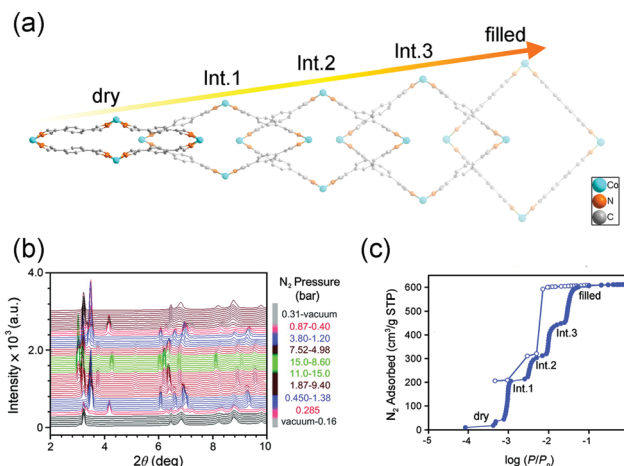 (a)
filled
Int.3
Int.2
Int.1
dry
Co
N
C
(b)
4.0
2.0
0
Intensity × 10³ (a.u.)
2 4 6 8 10
2θ (deg)
N₂ Pressure
(bar)
0.31-vacuum
0.87-0.40
3.80-1.20
7.52-4.98
15.0-8.60
11.0-15.0
1.87-9.40
0.450-1.38
0.285
vacuum-0.16
(c)
800
600
400
200
0
N₂ Adsorbed (cm³/g STP)
filled
Int.3
Int.2
Int.1
dry
-5 -4 -3 -2 -1 0
log (P/P₀)